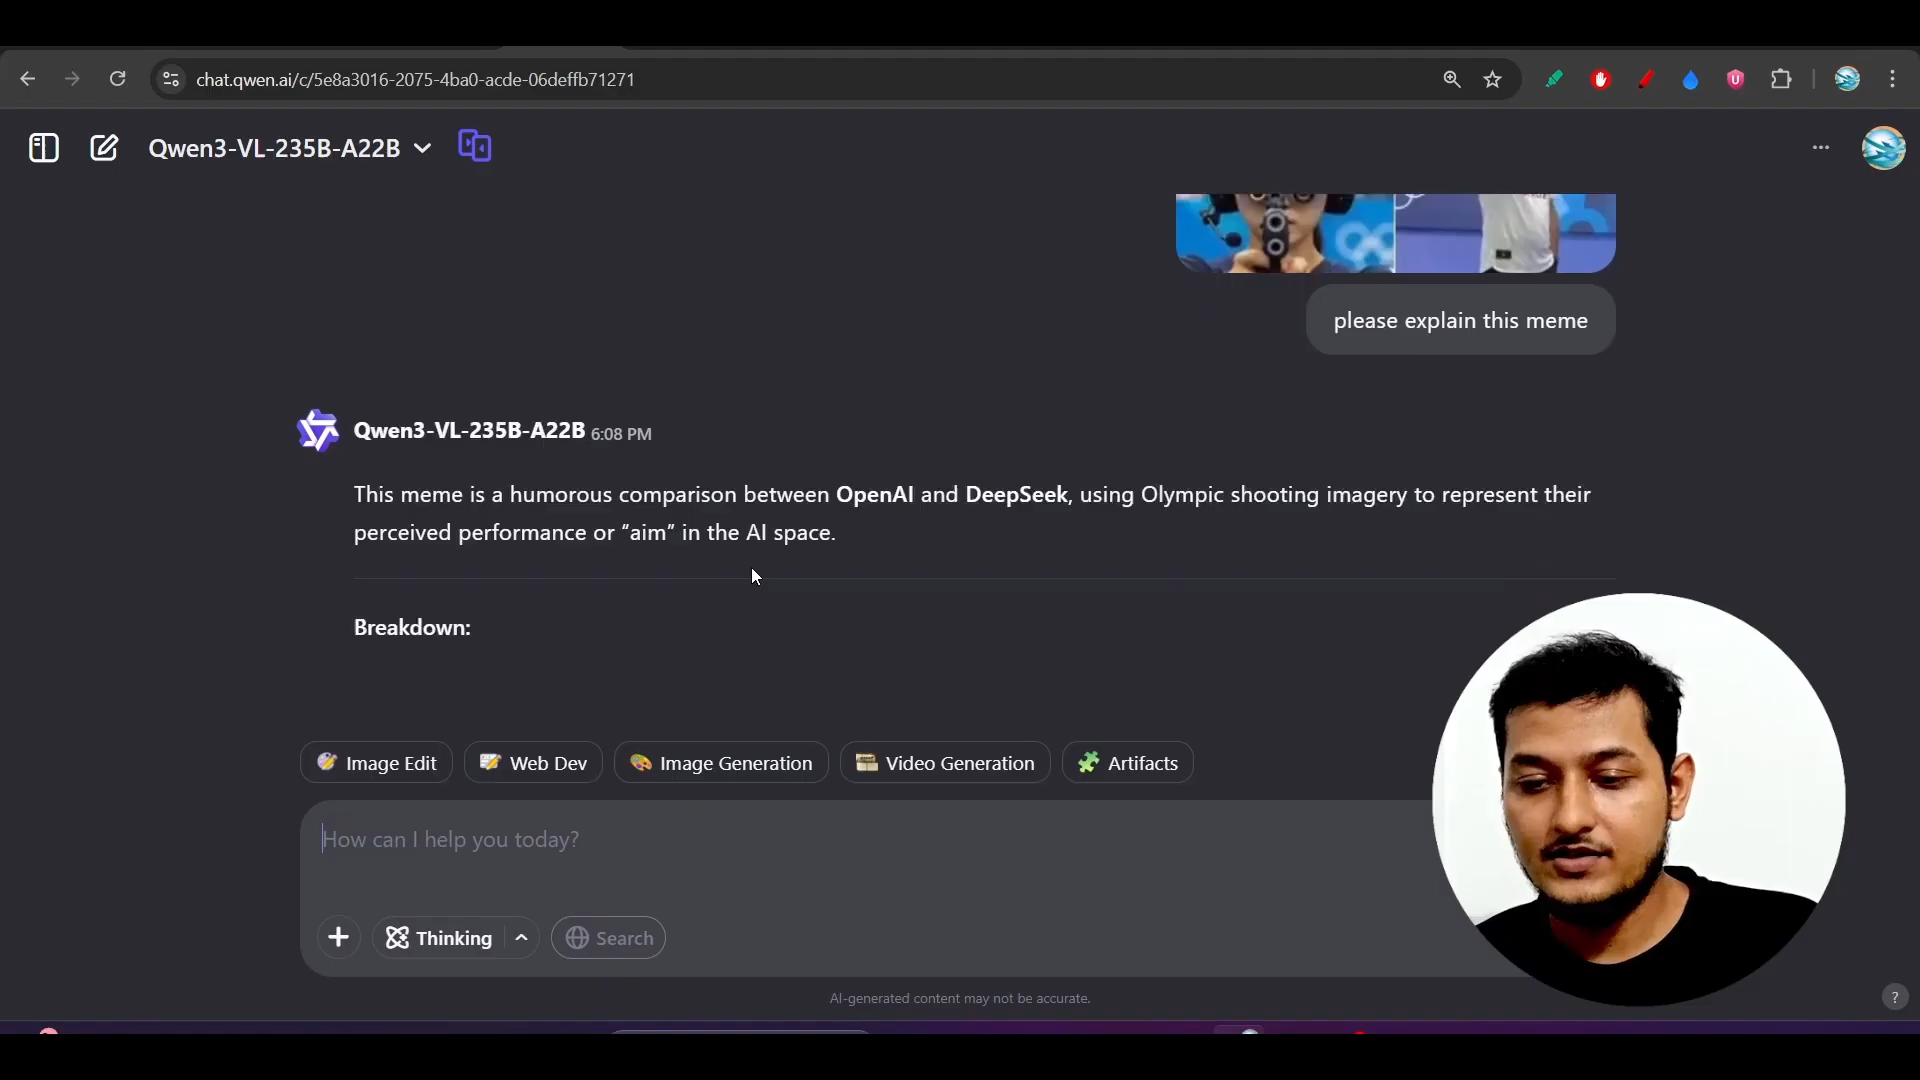 chat.qwen.ai/c/5e8a3016-2075-4ba0-acde-06deffb71271
Qwen3-VL-235B-A22B
please explain this meme
Qwen3-VL-235B-A22B 6:08 PM
This meme is a humorous comparison between OpenAI and DeepSeek, using Olympic shooting imagery to represent their
perceived performance or “aim” in the AI space.
Breakdown:
Image Edit
Web Dev
Image Generation
Video Generation
Artifacts
How can I help you today?
Thinking
Search
AI-generated content may not be accurate.
?